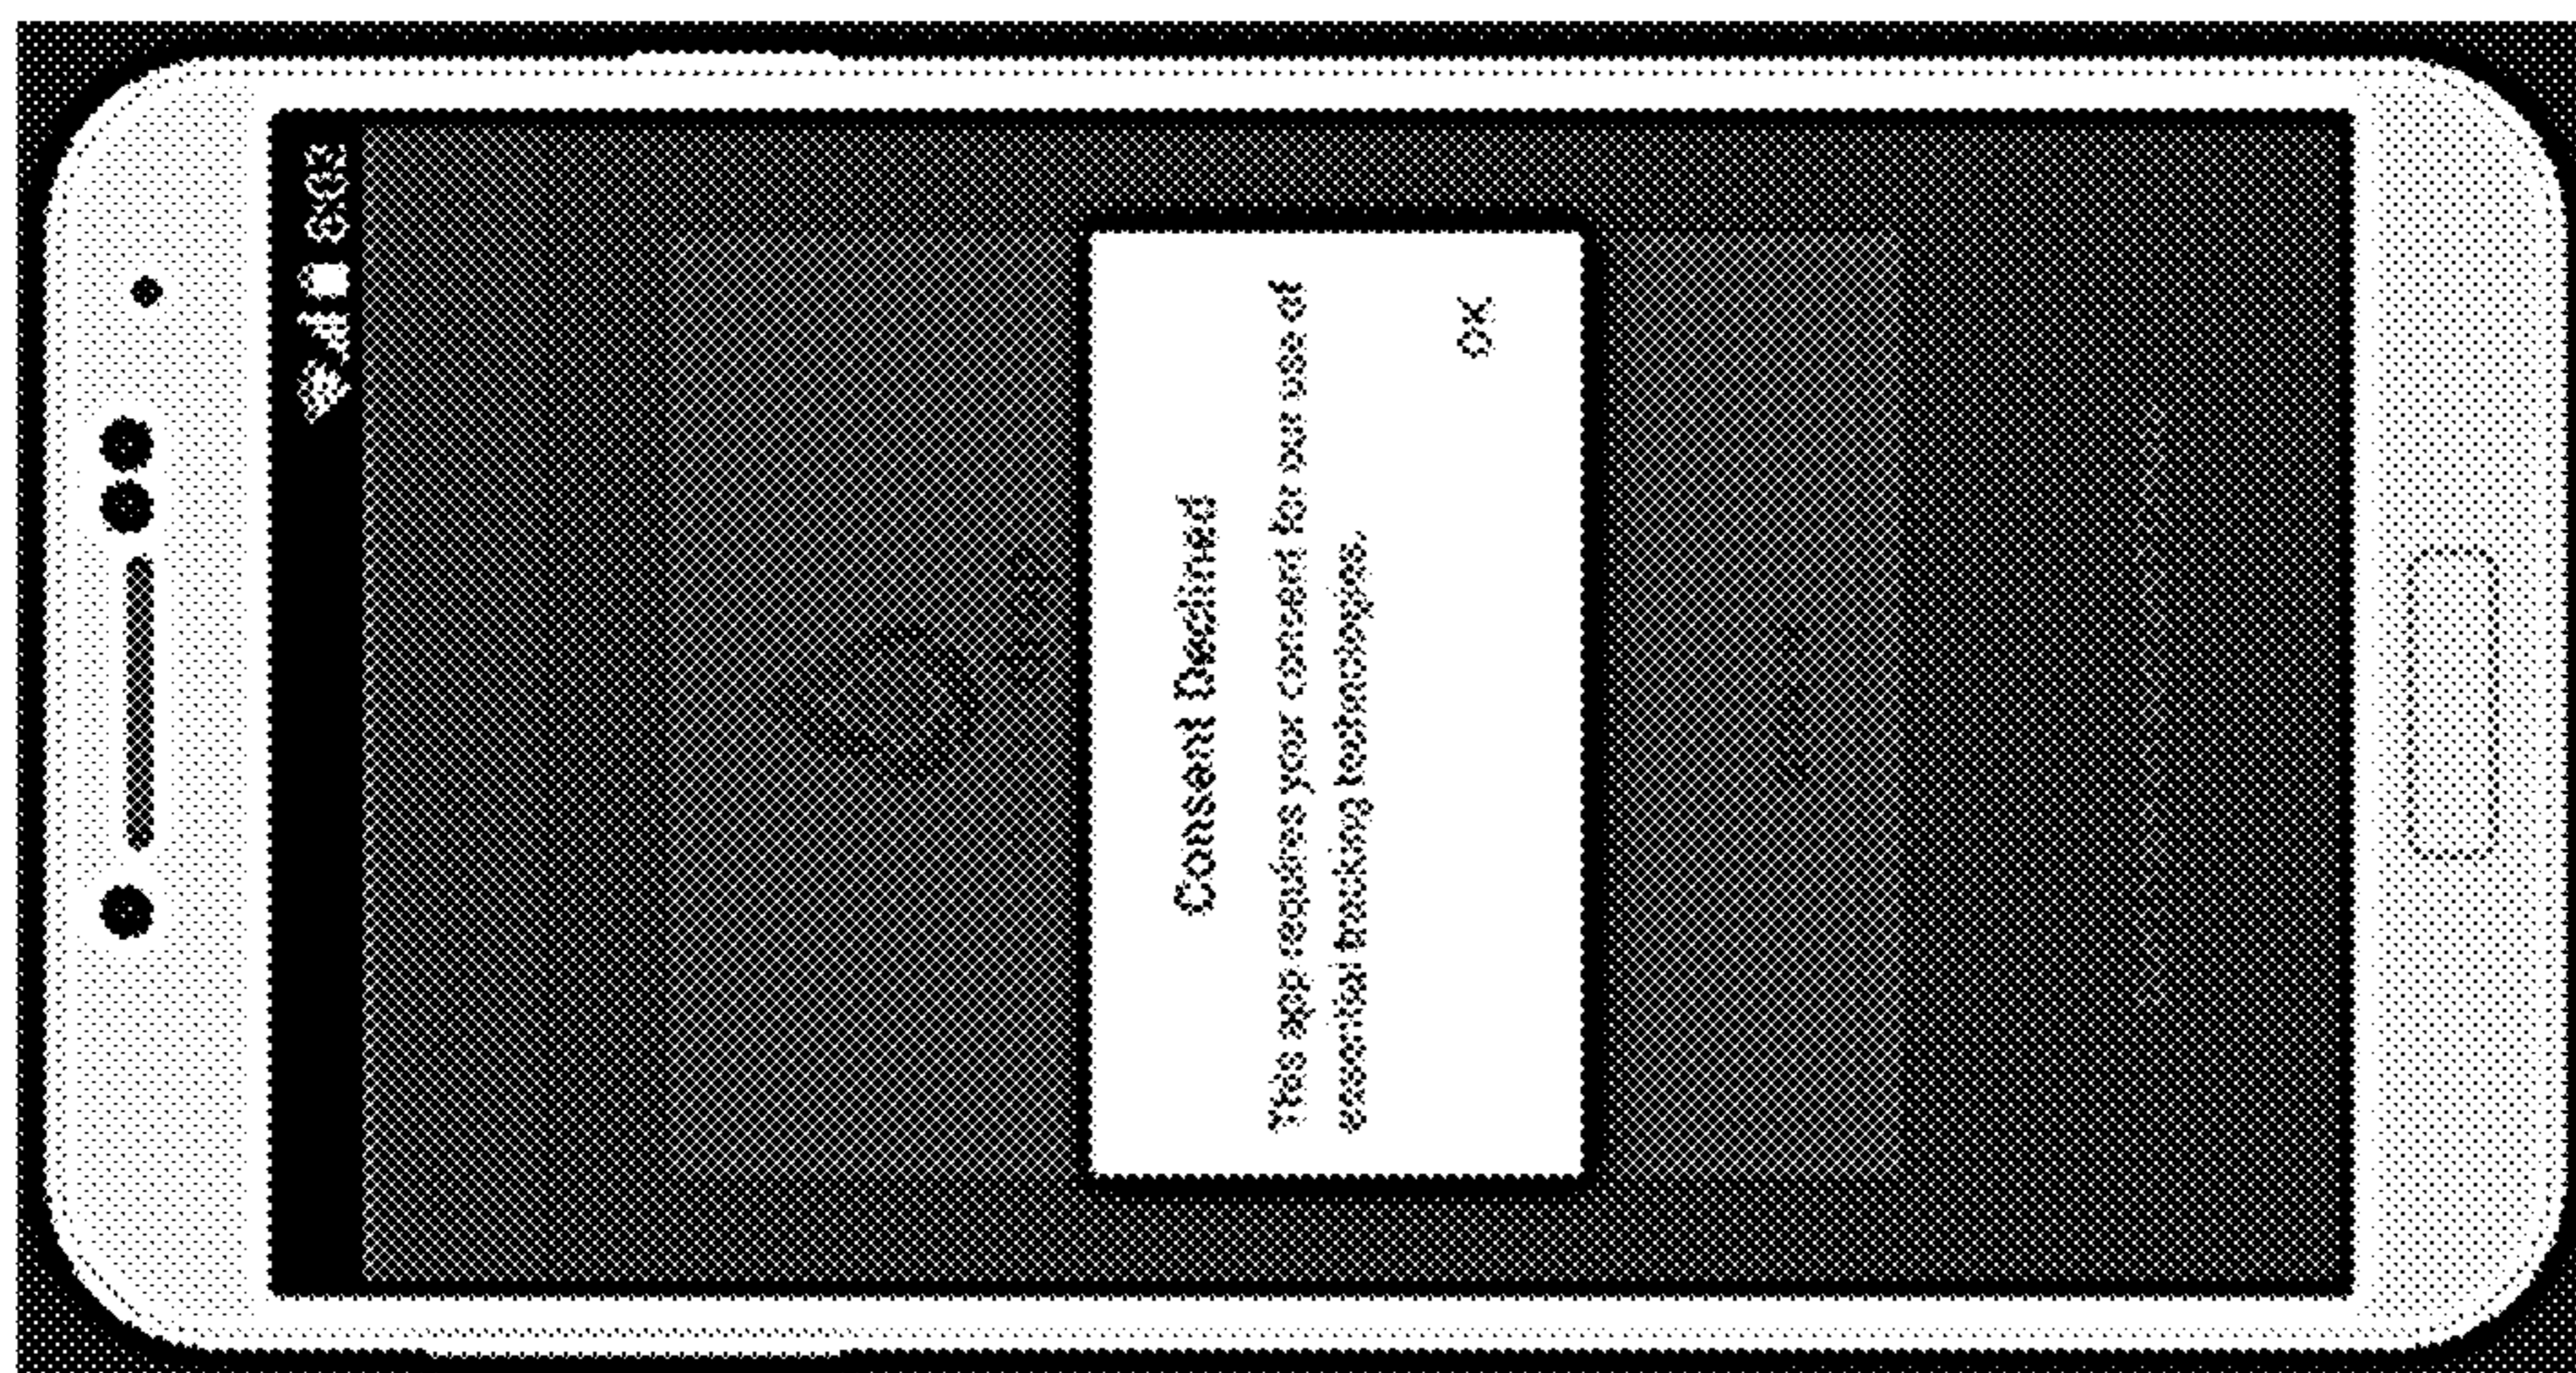 Consent Declined
This app requires your consent for our use of
essential tracking technologies.
OK